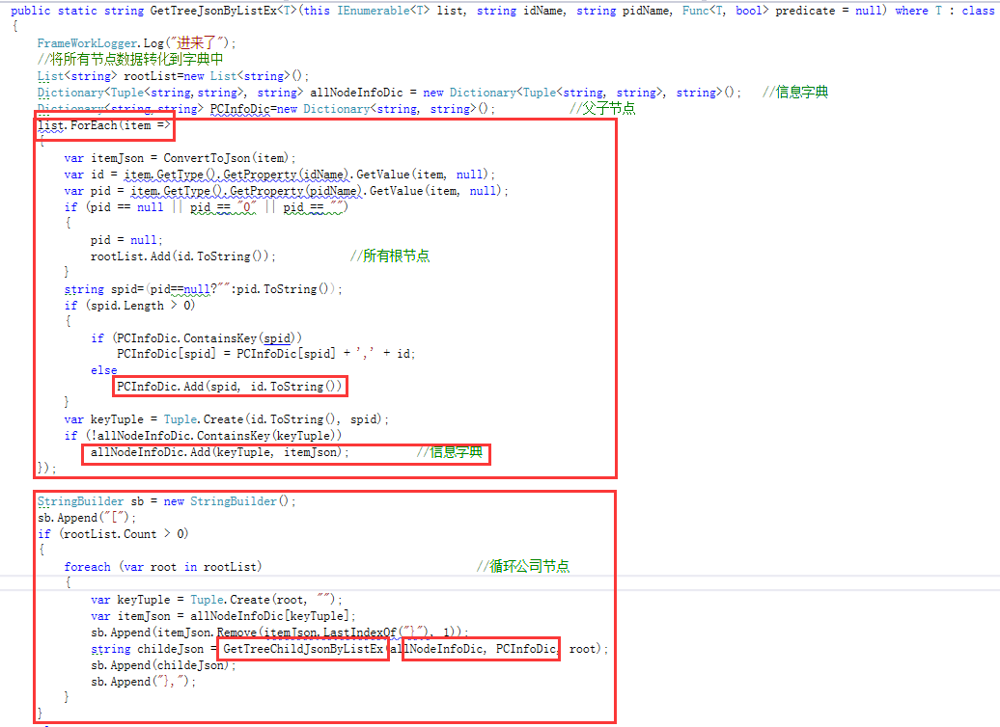 public static string GetTreeJsonByListEx<T>(this IEnumerable<T> list, string idName, string pidName, Func<T, bool> predicate = null) where T : class
{
FrameWorkLogger.Log("进来了");
//将所有节点数据转化到字典中
List<string> rootList=new List<string>();
Dictionary<Tuple<string,string>, string> allNodeInfoDic = new Dictionary<Tuple<string, string>, string>(); //信息字典
Dictionary<string,string> PCInfoDic=new Dictionary<string, string>(); //父子节点
list.ForEach(item =>
{
var itemJson = ConvertToJson(item);
var id = item.GetType().GetProperty(idName).GetValue(item, null);
var pid = item.GetType().GetProperty(pidName).GetValue(item, null);
if (pid == null || pid == "0" || pid == "")
{
pid = null;
rootList.Add(id.ToString()); //所有根节点
}
string spid=(pid==null?"":pid.ToString());
if (spid.Length > 0)
{
if (PCInfoDic.ContainsKey(spid))
PCInfoDic[spid] = PCInfoDic[spid] + ',' + id;
else
PCInfoDic.Add(spid, id.ToString())
}
var keyTuple = Tuple.Create(id.ToString(), spid);
if (!allNodeInfoDic.ContainsKey(keyTuple))
allNodeInfoDic.Add(keyTuple, itemJson); //信息字典
});
StringBuilder sb = new StringBuilder();
sb.Append("[");
if (rootList.Count > 0)
{
foreach (var root in rootList) //循环公司节点
{
var keyTuple = Tuple.Create(root, "");
var itemJson = allNodeInfoDic[keyTuple];
sb.Append(itemJson.Remove(itemJson.LastIndexOf("}"), 1));
string childeJson = GetTreeChildJsonByListEx(allNodeInfoDic, PCInfoDic, root);
sb.Append(childeJson);
sb.Append("},");
}
}